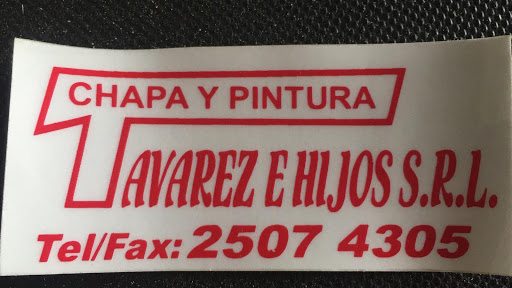 CHAPA Y PINTURA
TAVAREZ E HIJOS S.R.L.
Tel/Fax: 2507 4305